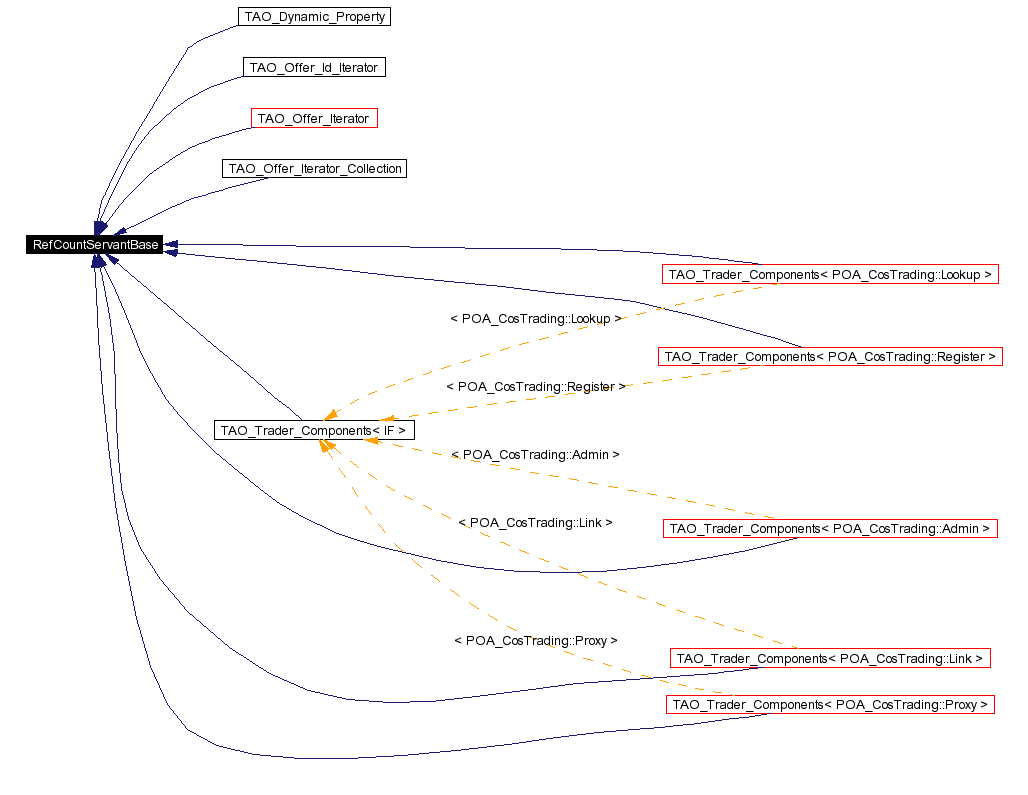 TAO_Dynamic_Property
TAO_Offer_Id_Iterator
TAO_Offer_Iterator
TAO_Offer_Iterator_Collection
RefCountServantBase
TAO_Trader_Components< POA_CosTrading::Lookup >
< POA_CosTrading::Lookup >
TAO_Trader_Components< POA_CosTrading::Register >
< POA_CosTrading::Register >
TAO_Trader_Components< IF >
< POA_CosTrading::Admin >
< POA_CosTrading::Link >
TAO_Trader_Components< POA_CosTrading::Admin >
< POA_CosTrading::Proxy >
TAO_Trader_Components< POA_CosTrading::Link >
TAO_Trader_Components< POA_CosTrading::Proxy >